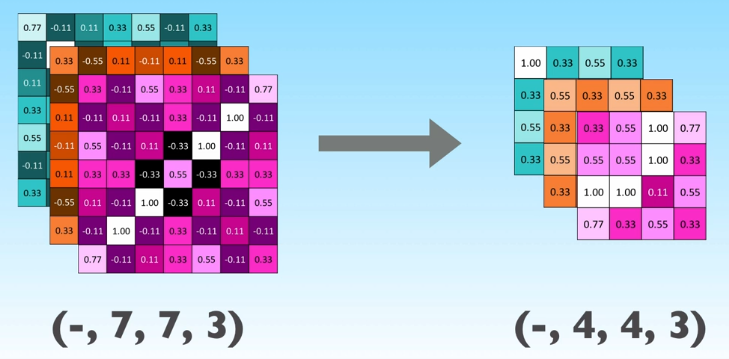 0.77 -0.11 0.11 0.33 0.55 -0.11 0.33
-0.11 0.33 -0.55 0.11 -0.11 0.11 -0.55 0.33
0.11 -0.55 0.33 -0.11 0.55 0.33 0.11 -0.11 0.77
0.33 0.11 -0.11 0.11 -0.11 0.33 -0.11 1.00 -0.11
0.55 -0.11 0.55 -0.11 0.11 -0.33 1.00 -0.11 0.11
-0.11 0.11 0.33 0.33 -0.33 0.55 -0.33 0.33 0.33
0.33 -0.55 0.11 -0.11 1.00 -0.33 0.11 -0.11 0.55
0.33 -0.11 1.00 -0.11 0.33 -0.11 0.11 -0.11
0.77 -0.11 0.11 0.33 0.55 -0.11 0.33
(-, 7, 7, 3)
1.00 0.33 0.55 0.33
0.33 0.55 0.33 0.55 0.33
0.55 0.33 0.33 0.55 1.00 0.77
0.33 0.55 0.55 0.55 1.00 0.33
0.33 1.00 1.00 0.11 0.55
0.77 0.33 0.55 0.33
(-, 4, 4, 3)